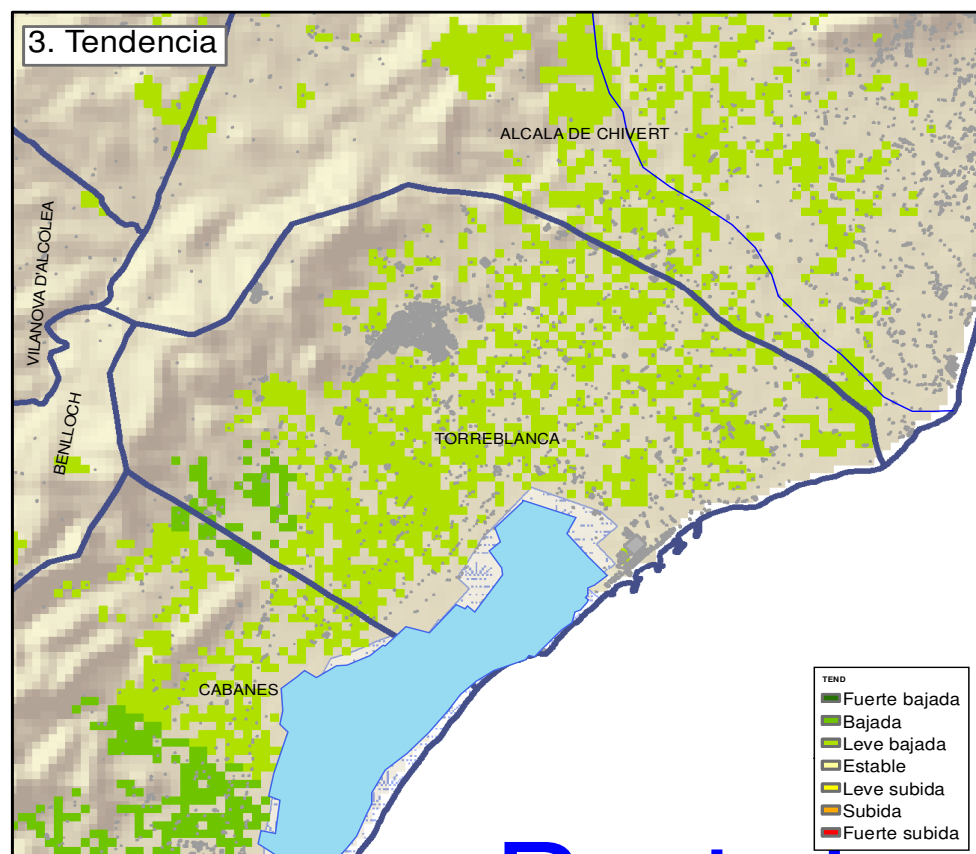 3. Tendencia
ALCALA DE CHIVERT
VILANOVA D'ALCOLEA
BENLLOCH
TORREBLANCA
CABANES
TEND
Fuerte bajada
Bajada
Leve bajada
Estable
Leve subida
Subida
Fuerte subida